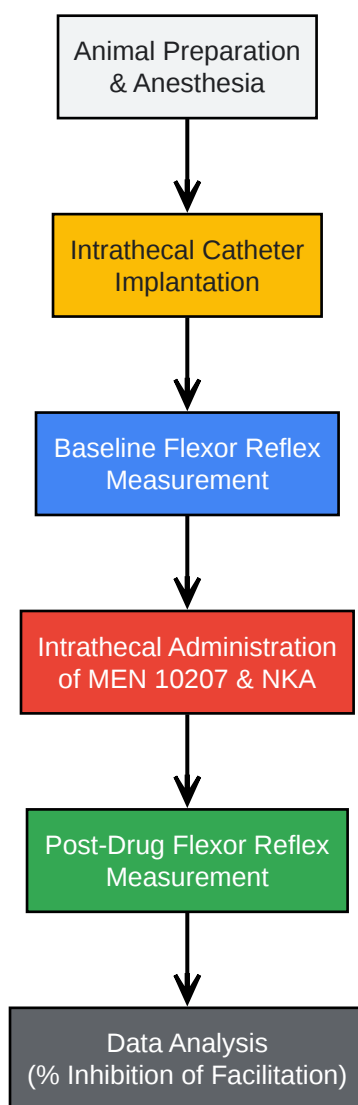 Animal Preparation
& Anesthesia
Intrathecal Catheter
Implantation
Baseline Flexor Reflex
Measurement
Intrathecal Administration
of MEN 10207 & NKA
Post-Drug Flexor Reflex
Measurement
Data Analysis
(% Inhibition of Facilitation)